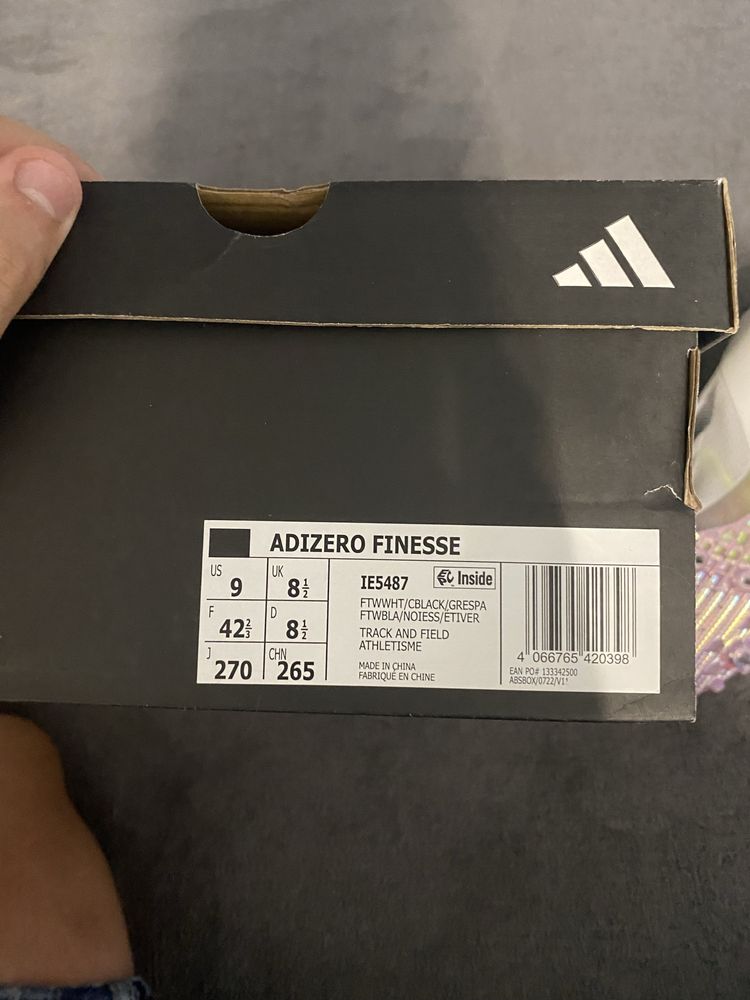 ADIZERO FINESSE
US 9 UK 8½
F 42⅔ D 8½
J 270 CHN 265
IE5487
Inside
FTWWHT/CBLACK/GRESPA
FTWBLA/NOIESS/ETIVER
TRACK AND FIELD
ATHLETISME
MADE IN CHINA
FABRIQUÉ EN CHINE
4 066765 420398
EAN PO# 133342500
ABSBOX/0722/V1